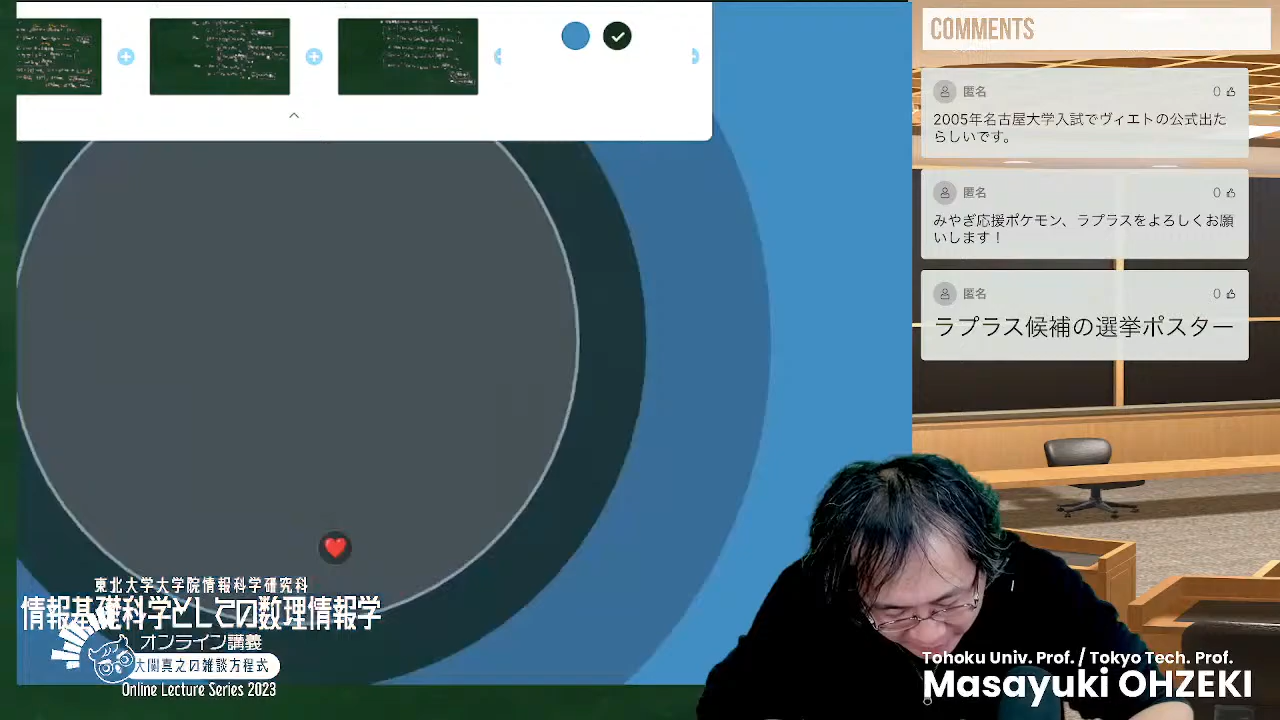 COMMENTS
匿名
0
2005年名古屋大学入試でヴィエトの公式出た
らしいです。
匿名
0
みやぎ応援ポケモン、ラプラスをよろしくお願
いします！
匿名
0
ラプラス候補の選挙ポスター
東北大学大学院情報科学研究科
情報基礎科学としての数理情報学
オンライン講義
大関真之の雑談方程式
Online Lecture Series 2023
Tohoku Univ. Prof. / Tokyo Tech. Prof.
Masayuki OHZEKI